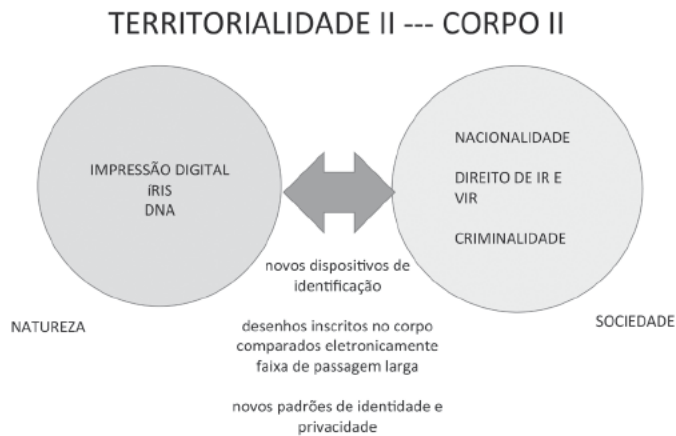 TERRITORIALIDADE II --- CORPO II
IMPRESSÃO DIGITAL
íRIS
DNA
NACIONALIDADE
DIREITO DE IR E
VIR
CRIMINALIDADE
novos dispositivos de
identificação
NATUREZA
SOCIEDADE
desenhos inscritos no corpo
comparados eletronicamente
faixa de passagem larga
novos padrões de identidade e
privacidade